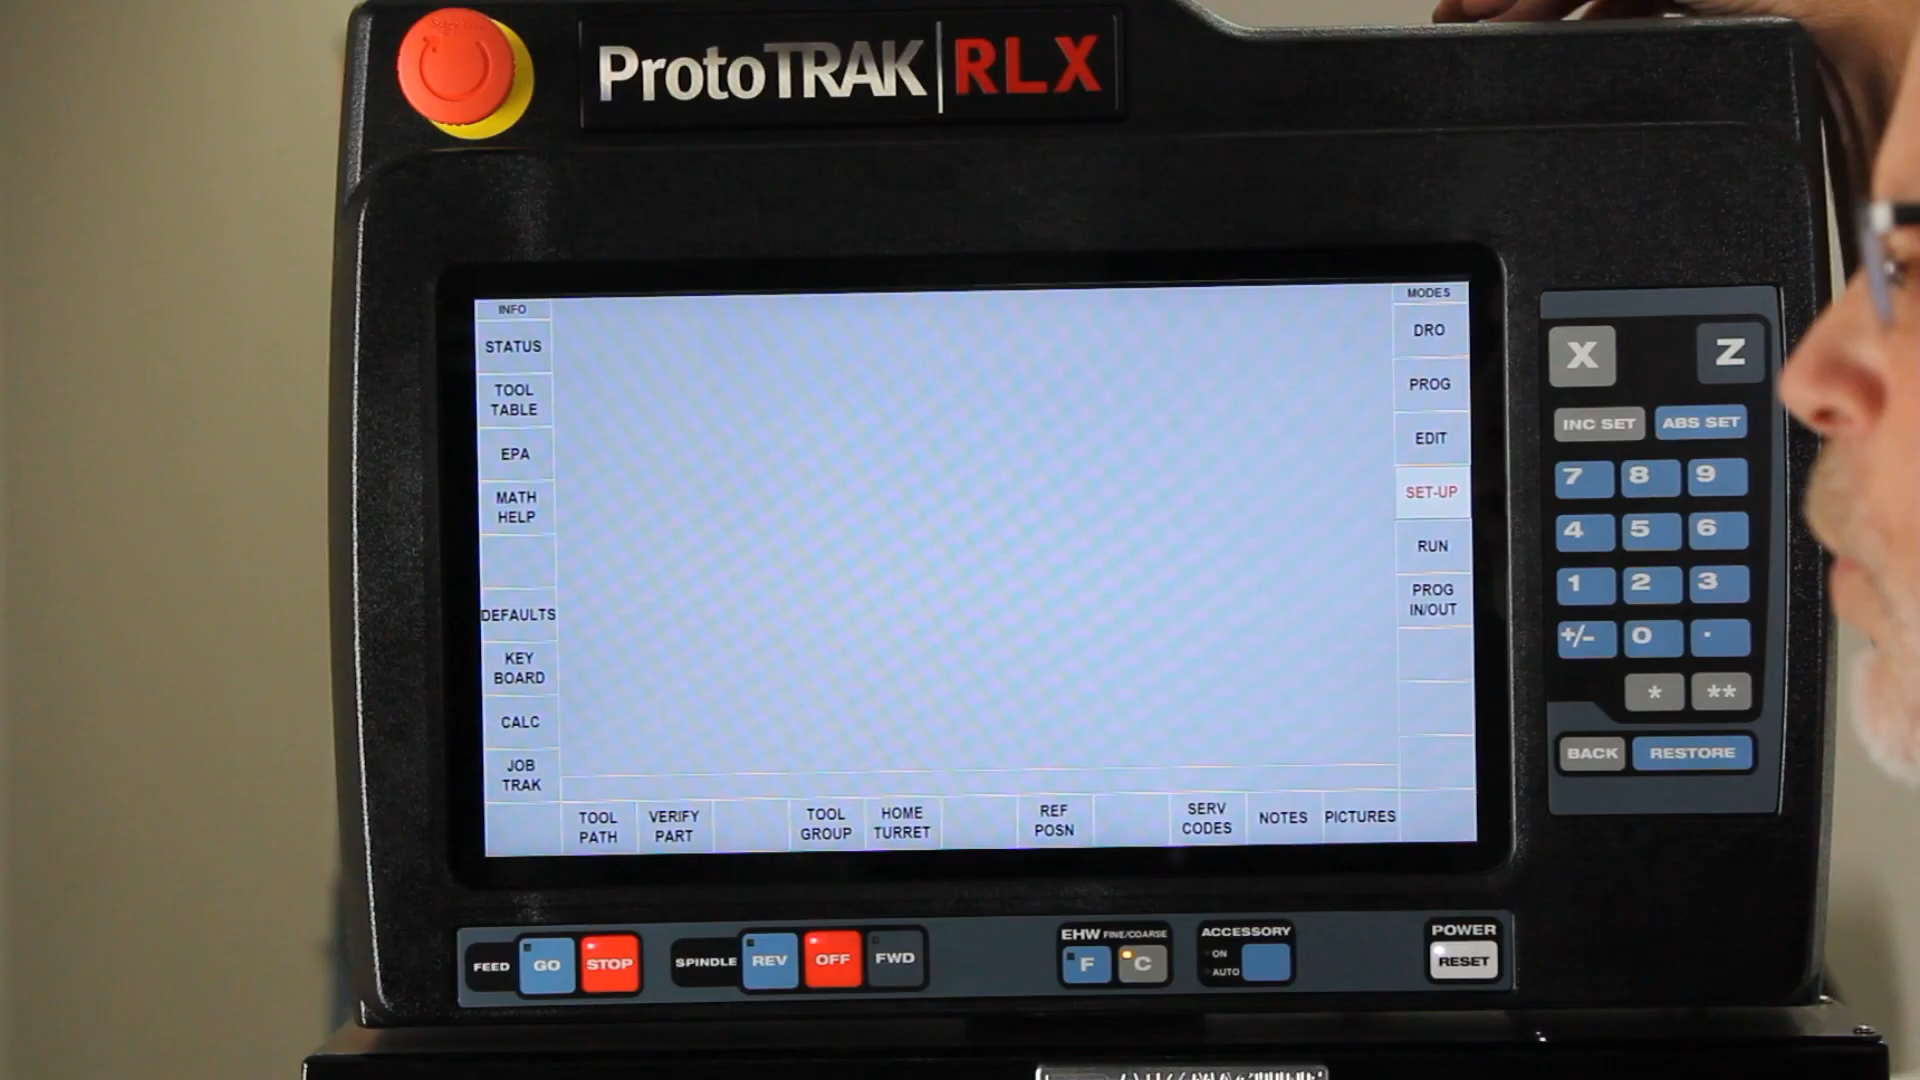 ProtoTRAK RLX
INFO
STATUS
TOOL
TABLE
EPA
MATH
HELP
DEFAULTS
KEY
BOARD
CALC
JOB
TRAK
TOOL
PATH
VERIFY
PART
TOOL
GROUP
HOME
TURRET
REF
POSN
SERV
CODES
NOTES
PICTURES
MODES
DRO
PROG
EDIT
SET-UP
RUN
PROG
IN/OUT
X Z
INC SET ABS SET
7 8 9
4 5 6
1 2 3
+/- 0 .
* **
BACK RESTORE
FEED GO STOP
SPINDLE REV OFF FWD
EHW FINE/COARSE
F C
ACCESSORY
ON
AUTO
POWER
RESET